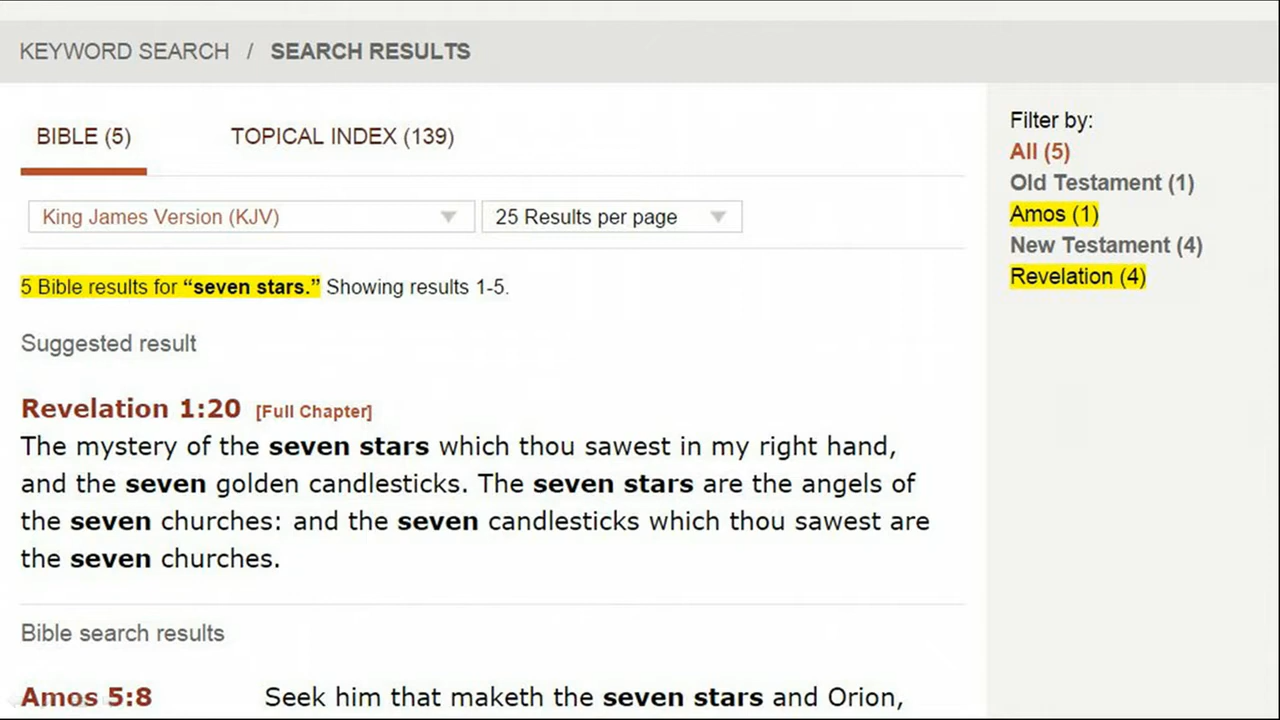 KEYWORD SEARCH / SEARCH RESULTS
BIBLE (5) TOPICAL INDEX (139)
King James Version (KJV) 25 Results per page
5 Bible results for “seven stars.” Showing results 1-5.
Suggested result
Revelation 1:20 [Full Chapter]
The mystery of the seven stars which thou sawest in my right hand,
and the seven golden candlesticks. The seven stars are the angels of
the seven churches: and the seven candlesticks which thou sawest are
the seven churches.
Bible search results
Amos 5:8 Seek him that maketh the seven stars and Orion,
Filter by:
All (5)
Old Testament (1)
Amos (1)
New Testament (4)
Revelation (4)